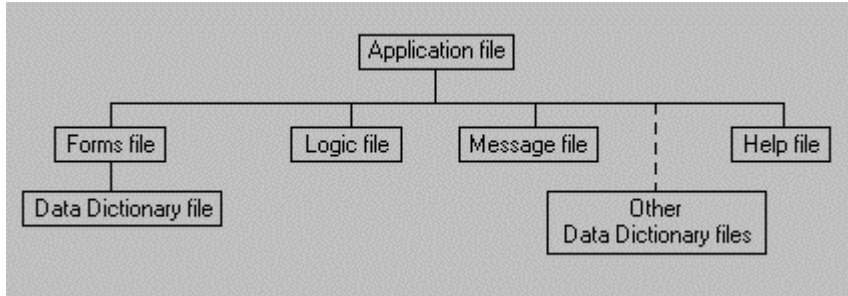 Application file
Forms file
Logic file
Message file
Help file
Data Dictionary file
Other
Data Dictionary files